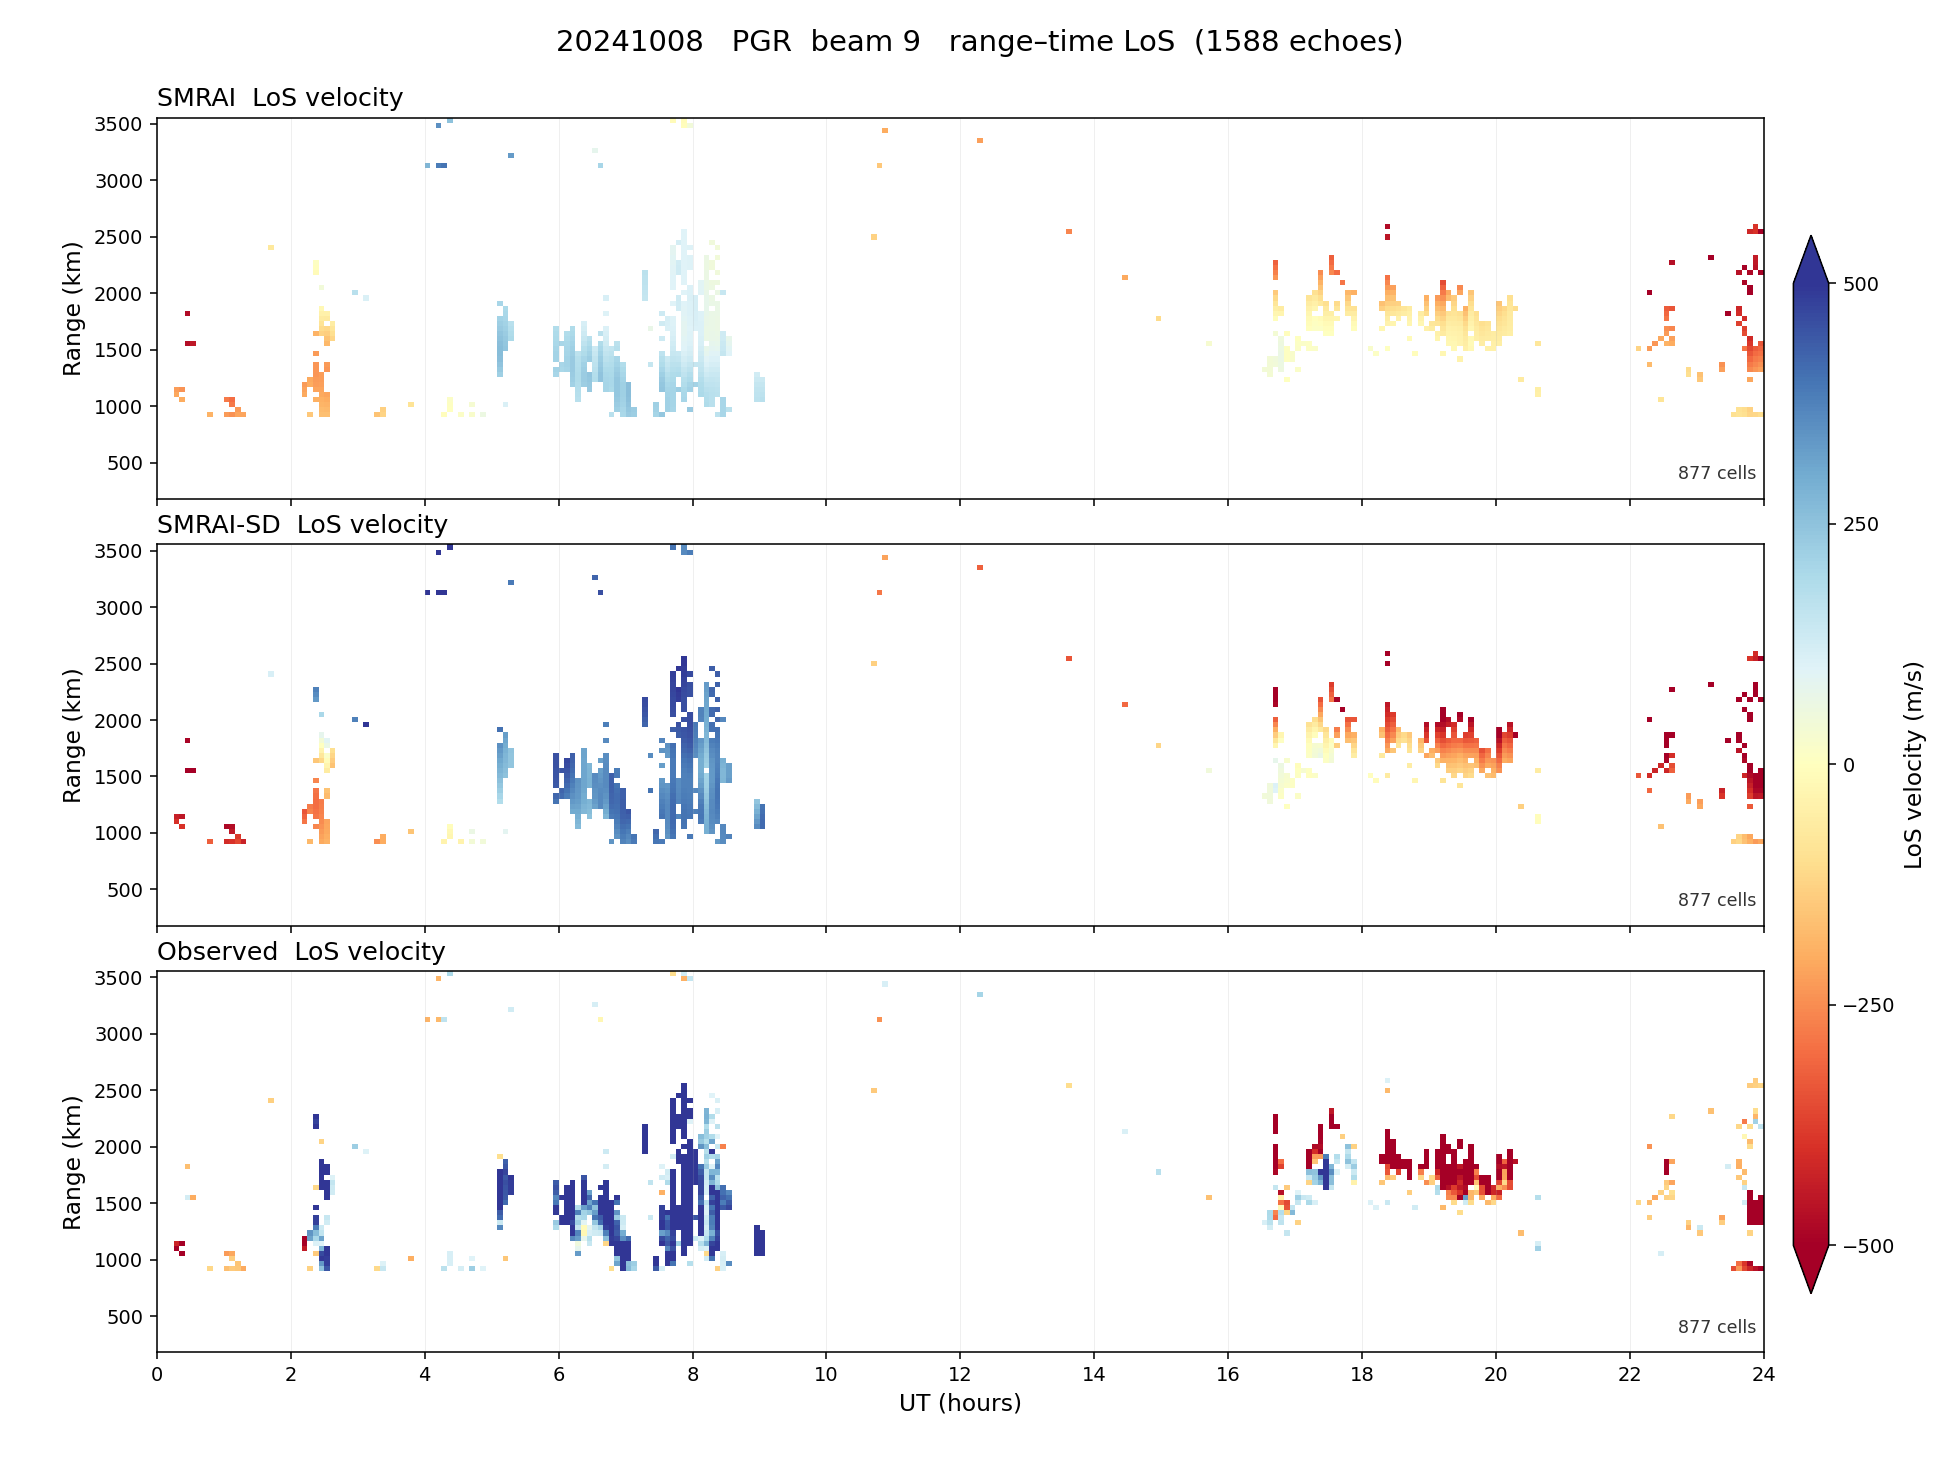 20241008 PGR beam 9 range–time LoS (1588 echoes)
SMRAI LoS velocity
3500
3000
2500
2000
1500
1000
500
Range (km)
877 cells
SMRAI-SD LoS velocity
3500
3000
2500
2000
1500
1000
500
Range (km)
877 cells
Observed LoS velocity
3500
3000
2500
2000
1500
1000
500
Range (km)
877 cells
0 2 4 6 8 10 12 14 16 18 20 22 24
UT (hours)
500
250
0
−250
−500
LoS velocity (m/s)